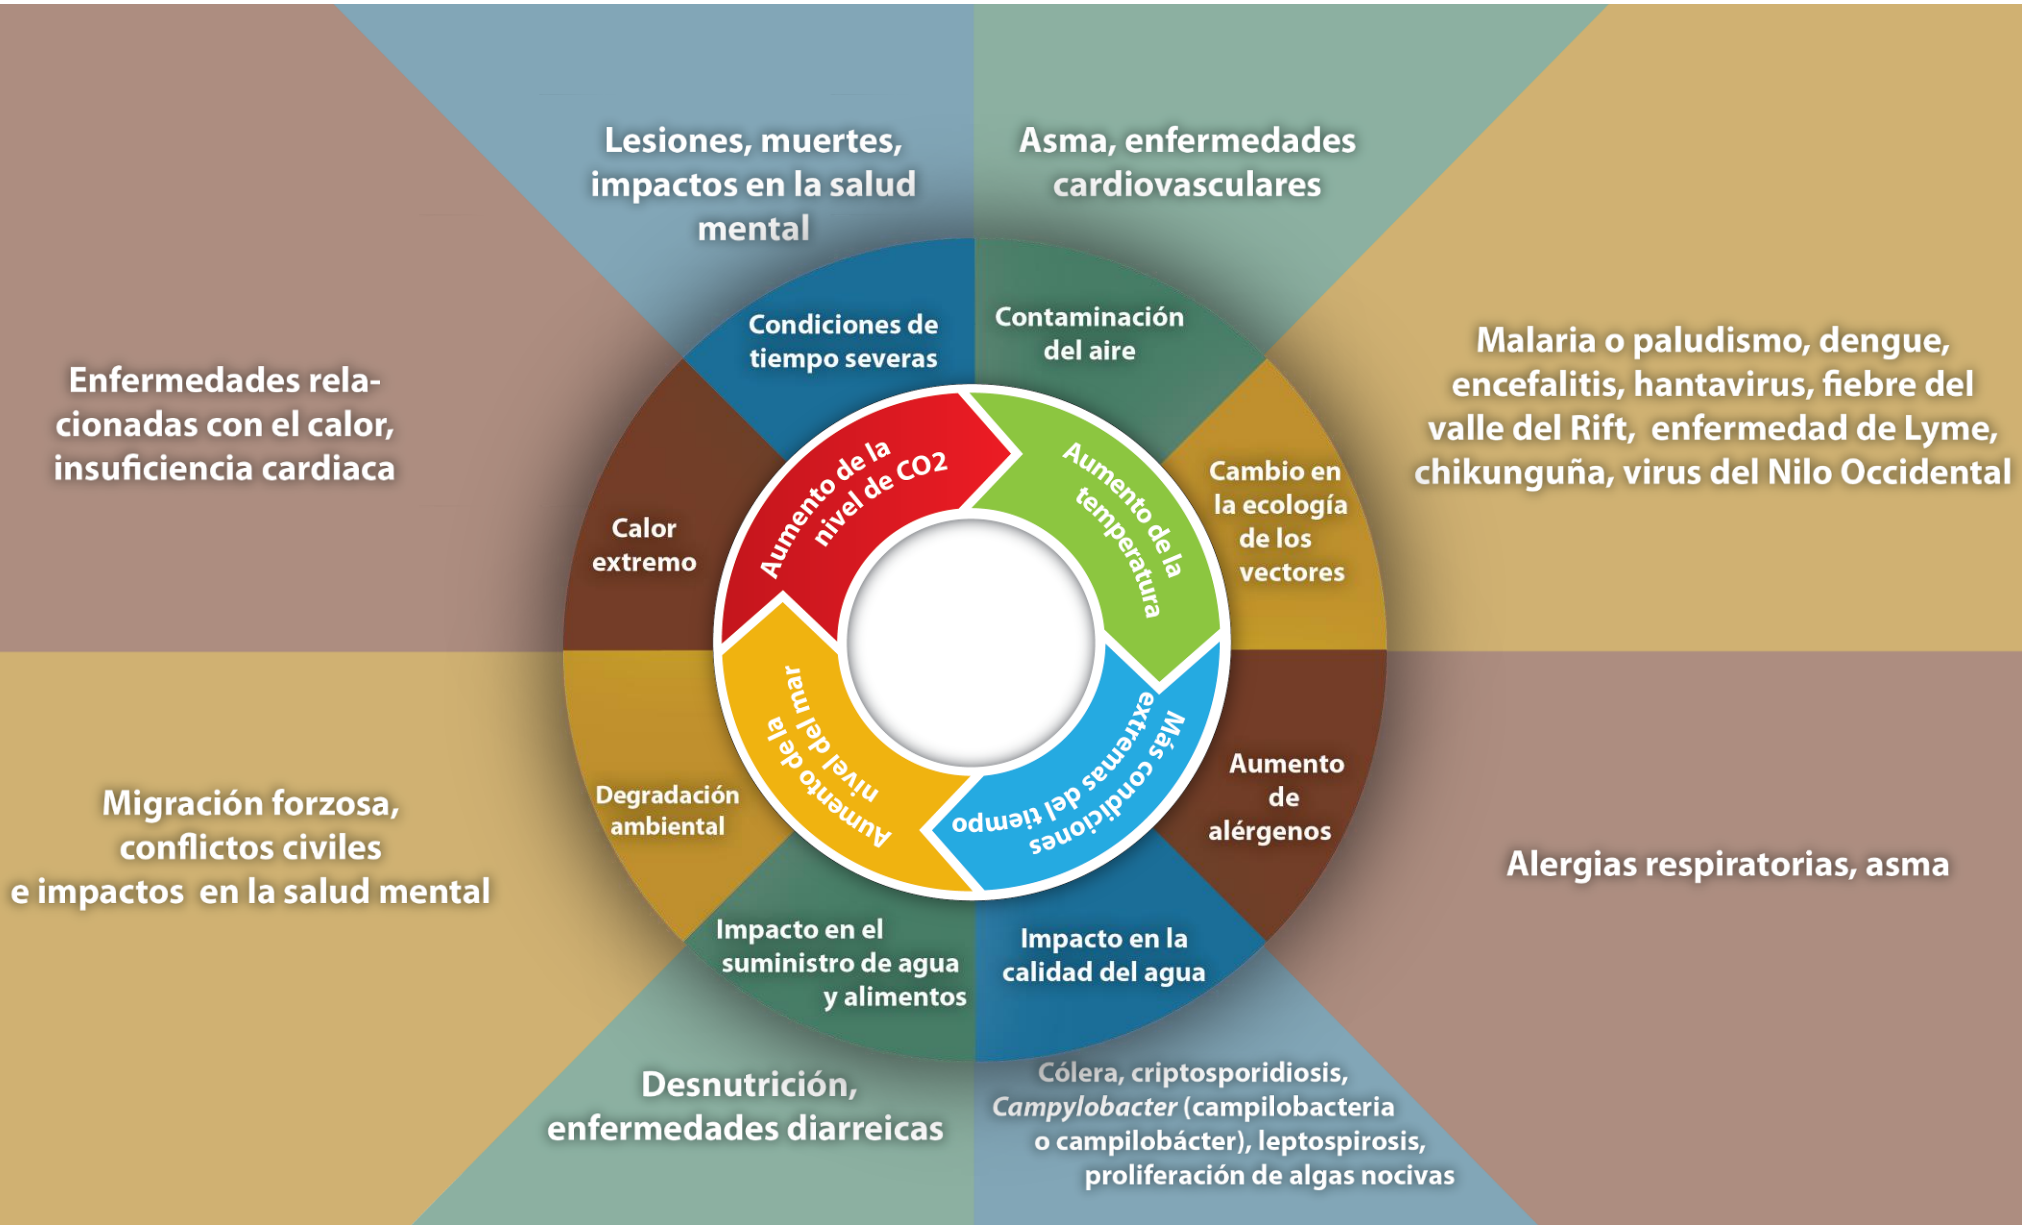 Lesiones, muertes,
impactos en la salud
mental
Asma, enfermedades
cardiovasculares
Malaria o paludismo, dengue,
encefalitis, hantavirus, fiebre del
valle del Rift, enfermedad de Lyme,
chikunguña, virus del Nilo Occidental
Alergias respiratorias, asma
Cólera, criptosporidiosis,
Campylobacter (campilobacteria
o campilobácter), leptospirosis,
proliferación de algas nocivas
Desnutrición,
enfermedades diarreicas
Migración forzosa,
conflictos civiles
e impactos en la salud mental
Enfermedades rela-
cionadas con el calor,
insuficiencia cardiaca
Condiciones de
tiempo severas
Contaminación
del aire
Cambio en
la ecología
de los
vectores
Aumento
de
alérgenos
Impacto en la
calidad del agua
Impacto en el
suministro de agua
y alimentos
Degradación
ambiental
Calor
extremo
Aumento de la
nivel de CO2
Aumento de la
temperatura
Más condiciones
extremas del tiempo
Aumento de la
nivel del mar